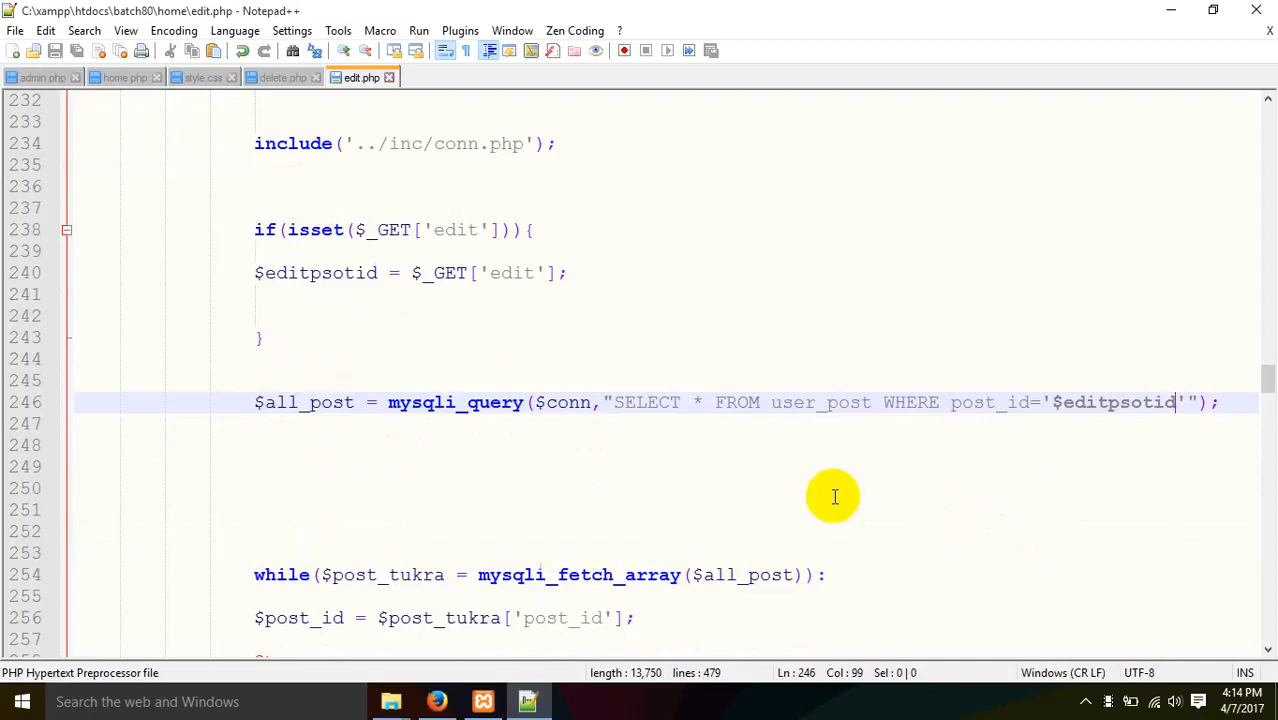 C:\xampp\htdocs\batch80\home\edit.php - Notepad++
File Edit Search View Encoding Language Settings Tools Macro Run Plugins Window Zen Coding ?
X
admin.php home.php style.css delete.php edit.php
232
233
234 include('../inc/conn.php');
235
236
237
238 if(isset($_GET['edit'])){
239
240 $editpsotid = $_GET['edit'];
241
242
243 }
244
245
246 $all_post = mysqli_query($conn,"SELECT * FROM user_post WHERE post_id='$editpsotid'");
247
248
249
250
251
252
253
254 while($post_tukra = mysqli_fetch_array($all_post)):
255
256 $post_id = $post_tukra['post_id'];
257
PHP Hypertext Preprocessor file length : 13,750 lines : 479 Ln : 246 Col : 99 Sel : 0 | 0 Windows (CR LF) UTF-8 INS
Search the web and Windows
4:14 PM
4/7/2017